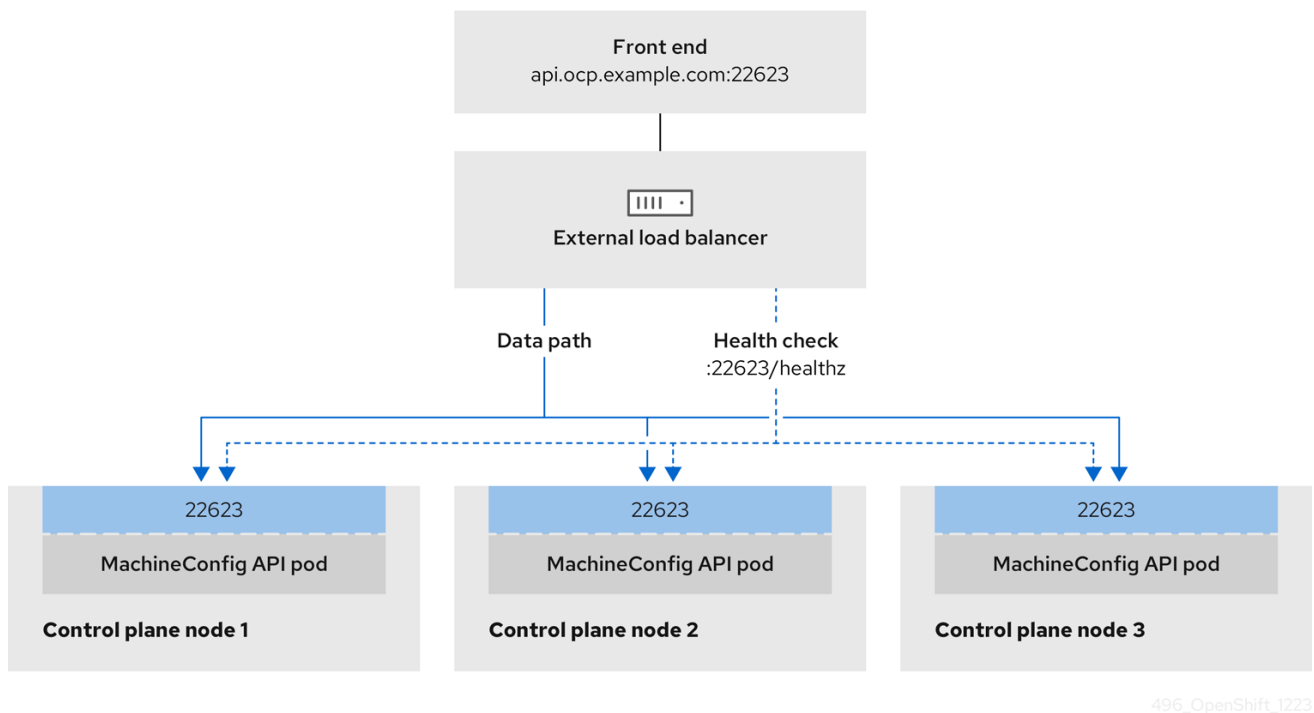 Front end
api.ocp.example.com:22623
External load balancer
Data path
Health check
:22623/healthz
22623
MachineConfig API pod
Control plane node 1
22623
MachineConfig API pod
Control plane node 2
22623
MachineConfig API pod
Control plane node 3
496_OpenShift_1223